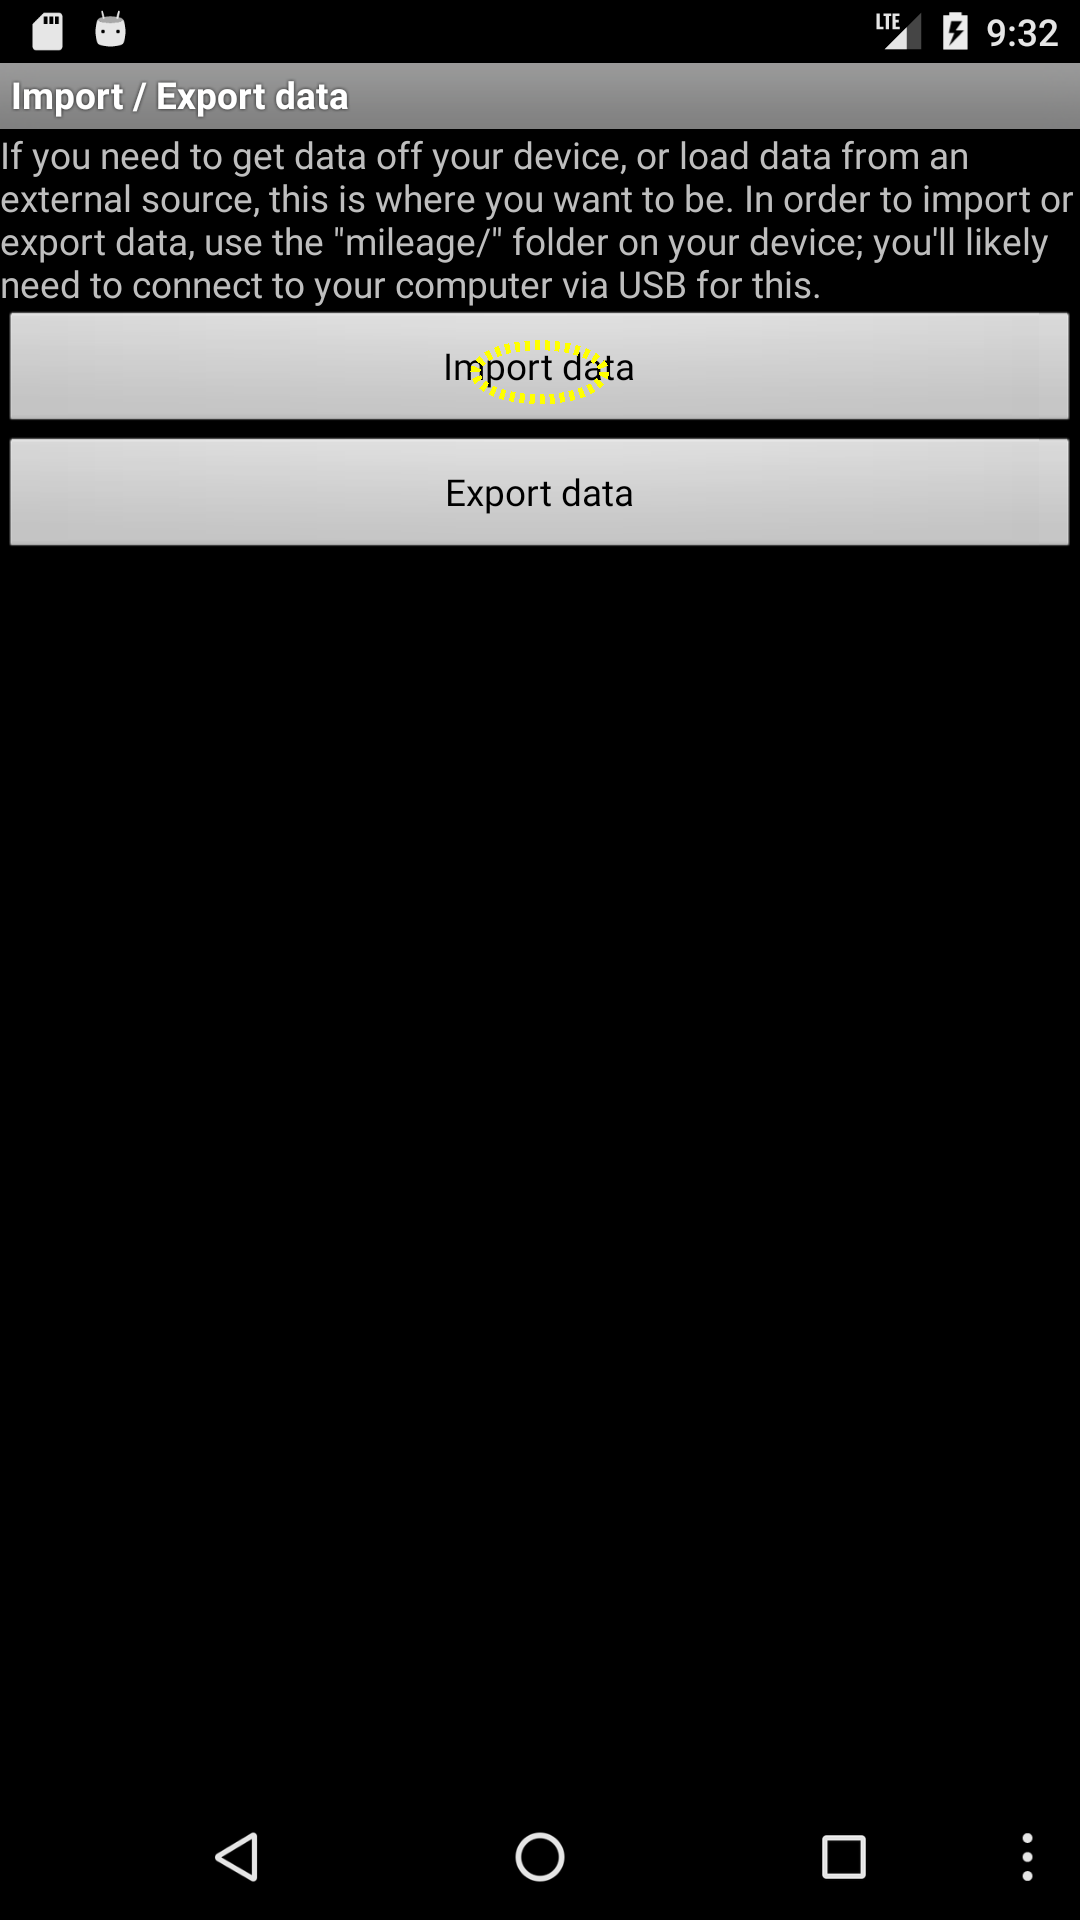 LTE 9:32
Import / Export data
If you need to get data off your device, or load data from an
external source, this is where you want to be. In order to import or
export data, use the "mileage/" folder on your device; you'll likely
need to connect to your computer via USB for this.
Import data
Export data